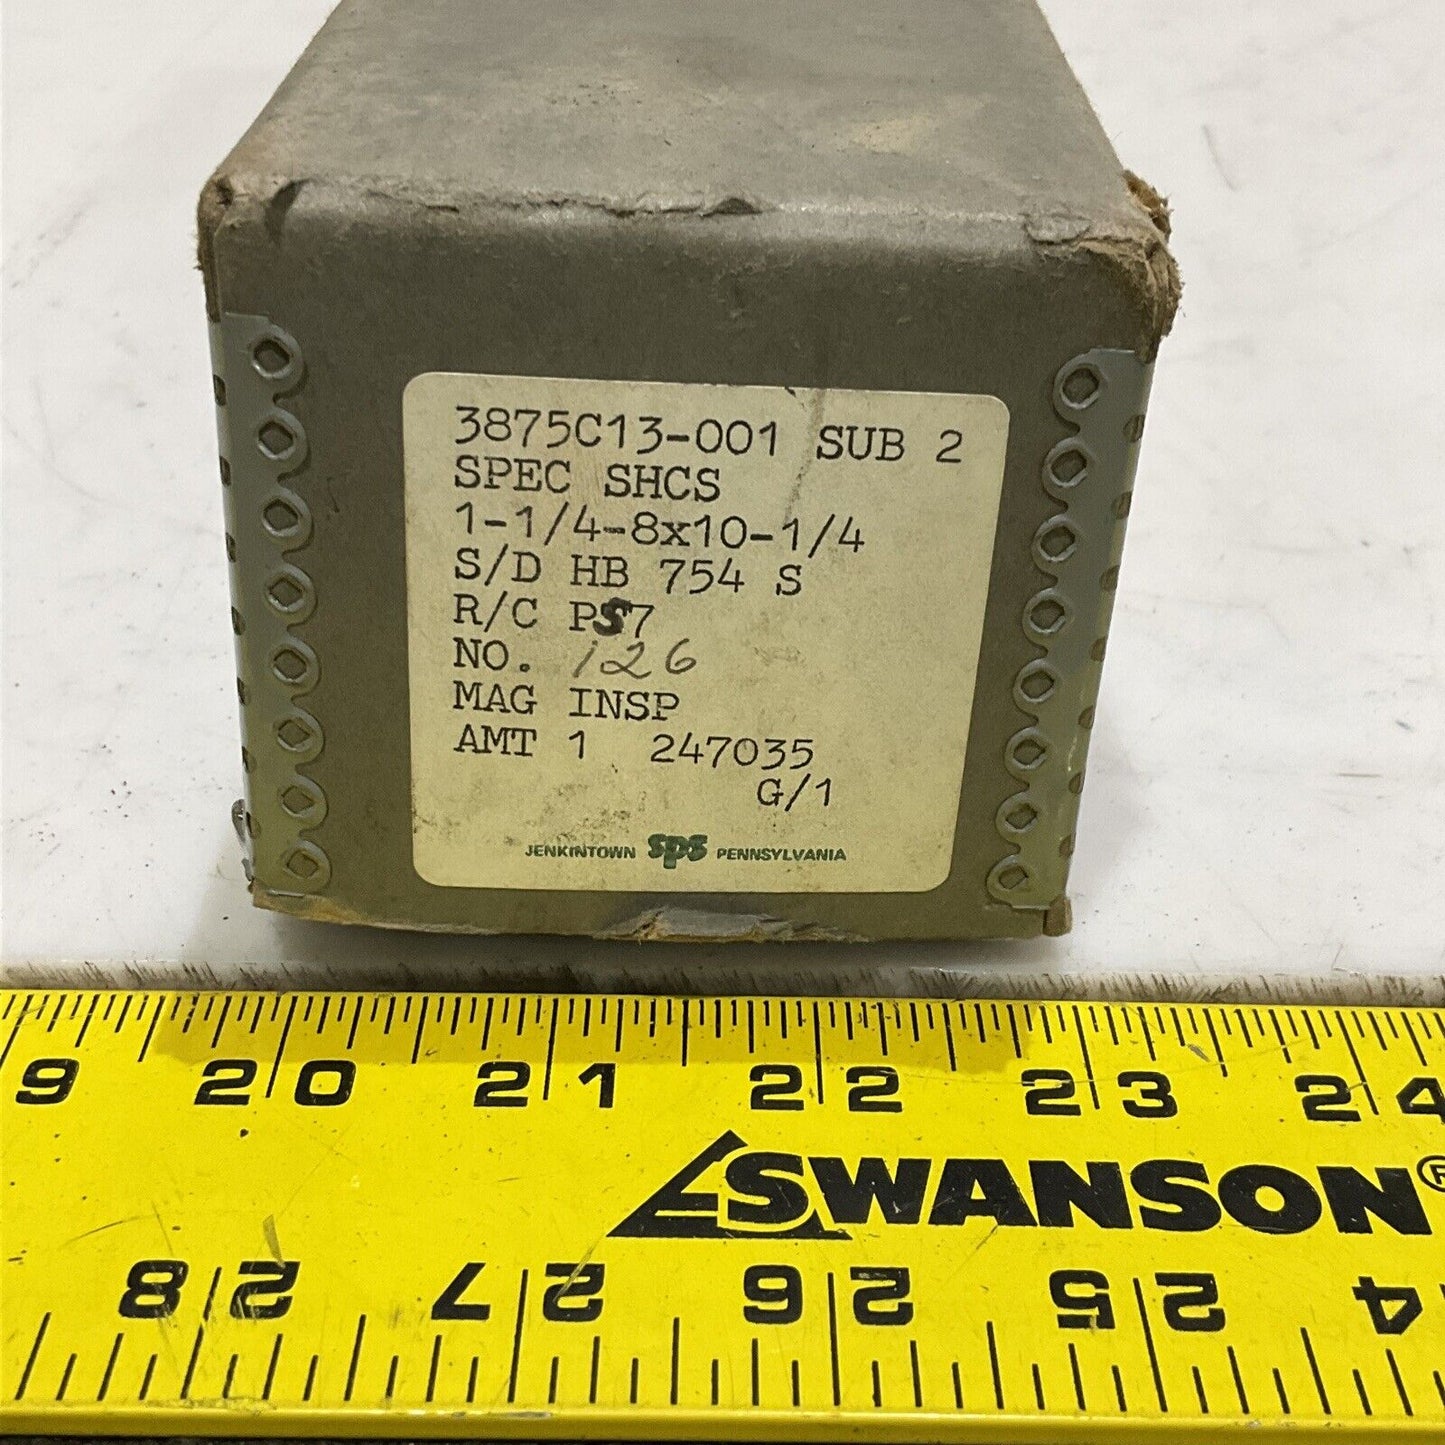 3875C13-001 SUB 2
SPEC SHCS
1-1/4-8x10-1/4
S/D HB 754 S
R/C PS7
NO. 126
MAG INSP
AMT 1 247035
G/1
JENKINTOWN sps PENNSYLVANIA
9 20 21 22 23 24
SWANSON®
28 27 26 25 24